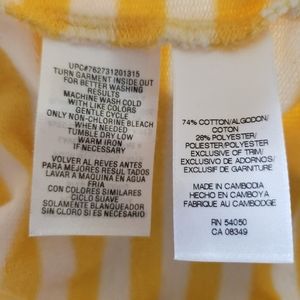 UPC#762731201315
TURN GARMENT INSIDE OUT
FOR BETTER WASHING
RESULTS
MACHINE WASH COLD
WITH LIKE COLORS
GENTLE CYCLE
ONLY NON-CHLORINE BLEACH
WHEN NEEDED
TUMBLE DRY LOW
WARM IRON
IF NECESSARY
VOLVER AL REVES ANTES
PARA MEJORES RESULTADOS
LAVAR A MAQUINA EN AGUA
FRIA
CON COLORES SIMILARES
CICLO SUAVE
SOLAMENTE BLANQUEADOR
SIN CLORO SI ES NECESARIO
74% COTTON/ALGODON/
COTON
26% POLYESTER/
POLIESTER/POLYESTER
EXCLUSIVE OF TRIM/
EXCLUSIVO DE ADORNOS/
EXCLUSIF DE GARNITURE
MADE IN CAMBODIA
HECHO EN CAMBOYA
FABRIQUE AU CAMBODGE
RN 54050
CA 08349